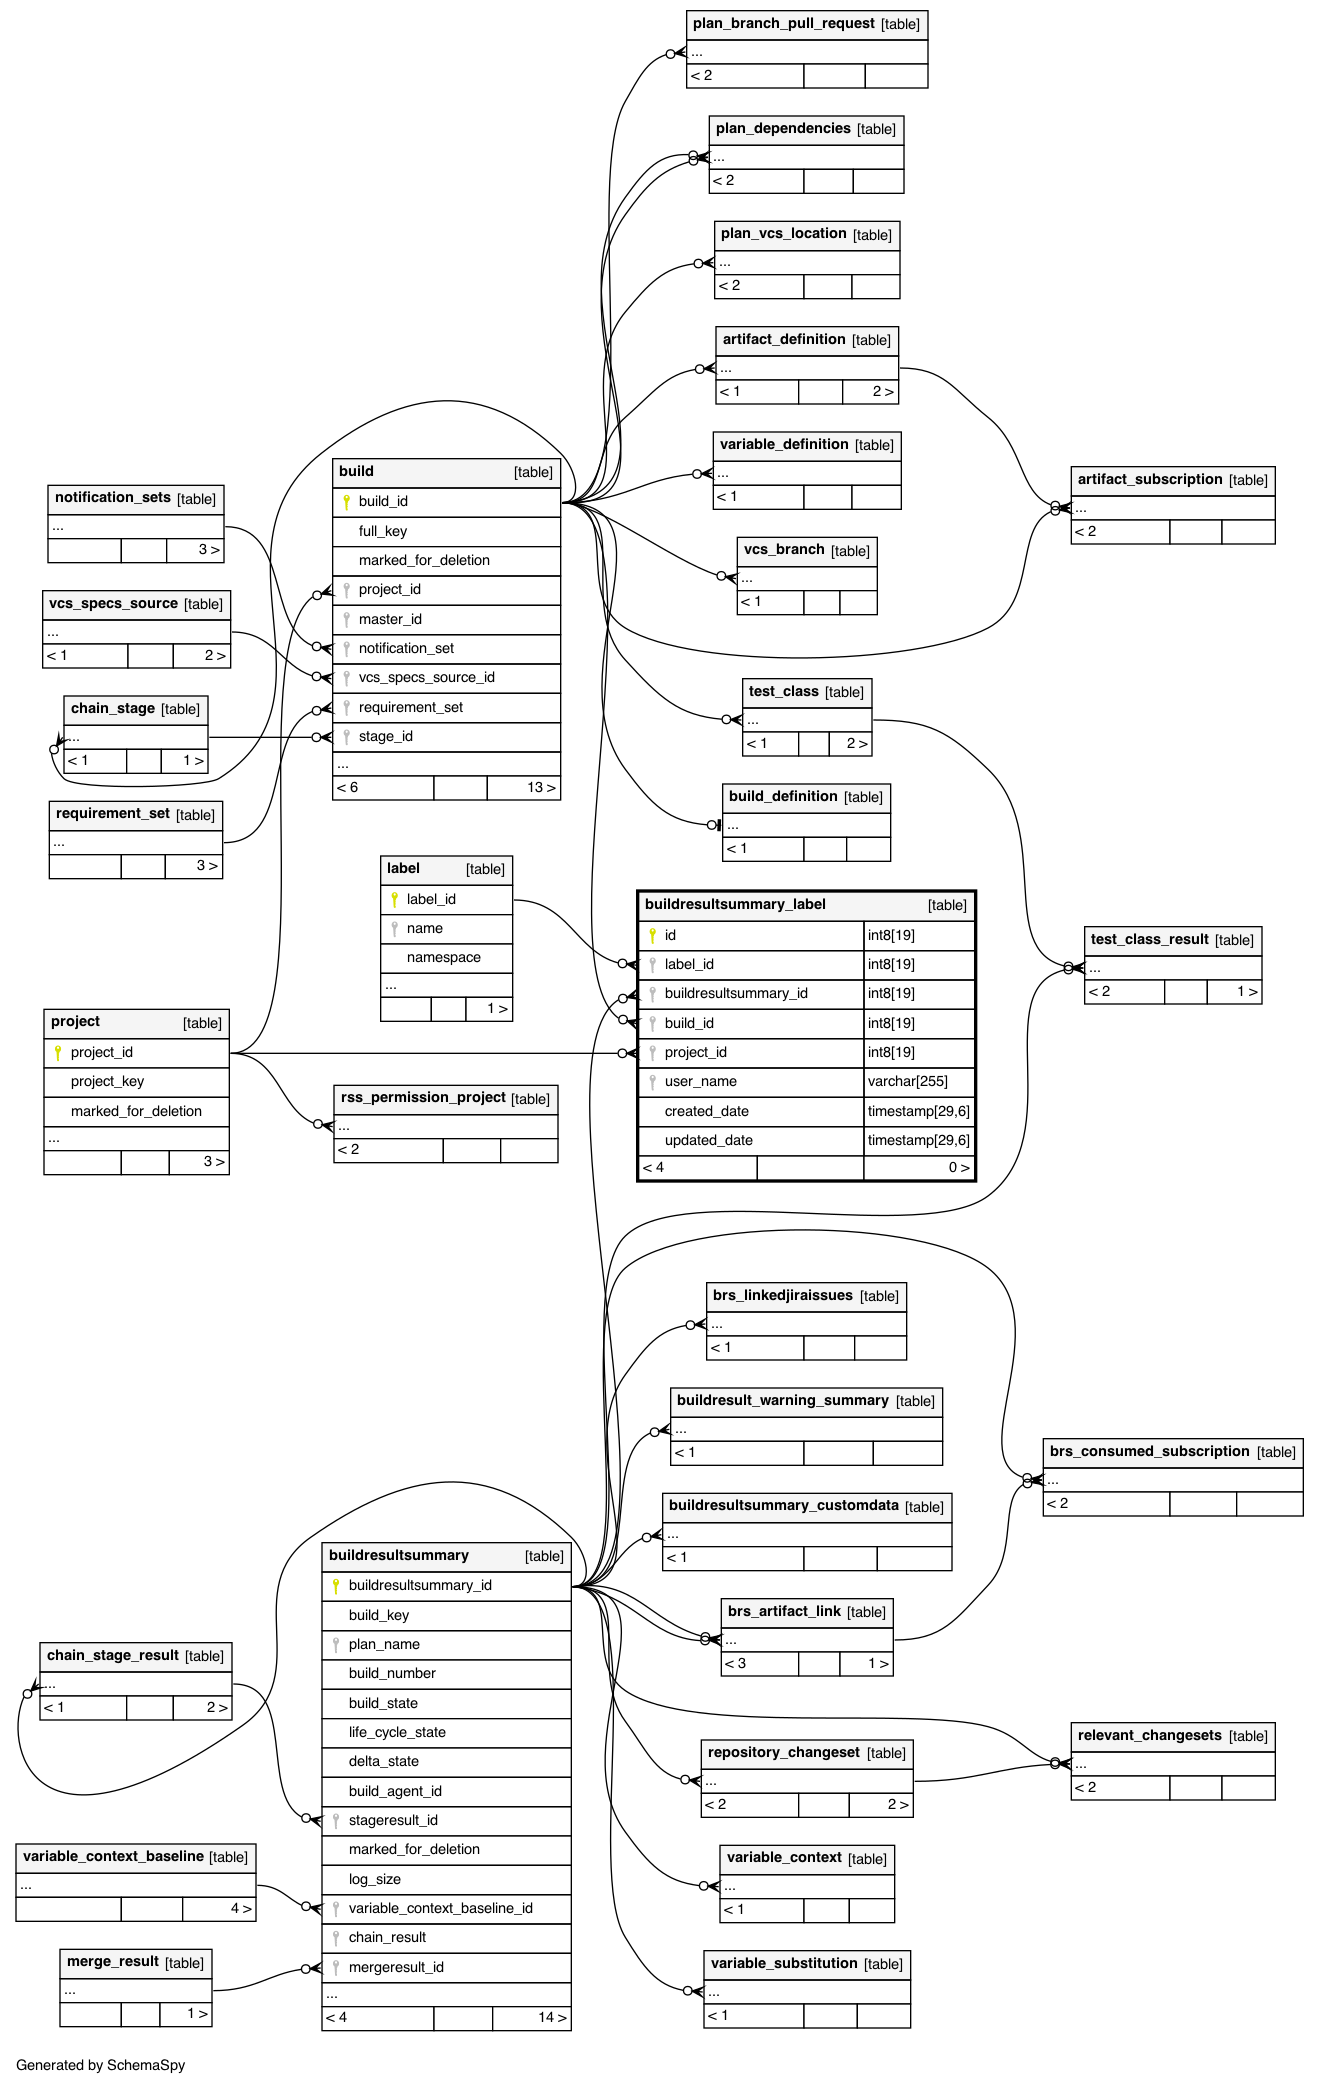 plan_branch_pull_request [table]
...
< 2
plan_dependencies [table]
...
< 2
plan_vcs_location [table]
...
< 2
artifact_definition [table]
...
< 1 2 >
variable_definition [table]
...
< 1
vcs_branch [table]
...
< 1
artifact_subscription [table]
...
< 2
build [table]
build_id
full_key
marked_for_deletion
project_id
master_id
notification_set
vcs_specs_source_id
requirement_set
stage_id
...
< 6 13 >
notification_sets [table]
...
3 >
vcs_specs_source [table]
...
< 1 2 >
chain_stage [table]
...
< 1 1 >
requirement_set [table]
...
3 >
test_class [table]
...
< 1 2 >
build_definition [table]
...
< 1
label [table]
label_id
name
namespace
...
1 >
buildresultsummary_label [table]
id int8[19]
label_id int8[19]
buildresultsummary_id int8[19]
build_id int8[19]
project_id int8[19]
user_name varchar[255]
created_date timestamp[29,6]
updated_date timestamp[29,6]
< 4 0 >
test_class_result [table]
...
< 2 1 >
project [table]
project_id
project_key
marked_for_deletion
...
3 >
rss_permission_project [table]
...
< 2
brs_linkedjiraissues [table]
...
< 1
buildresult_warning_summary [table]
...
< 1
brs_consumed_subscription [table]
...
< 2
buildresultsummary_customdata [table]
...
< 1
brs_artifact_link [table]
...
< 3 1 >
buildresultsummary [table]
buildresultsummary_id
build_key
plan_name
build_number
build_state
life_cycle_state
delta_state
build_agent_id
stageresult_id
marked_for_deletion
log_size
variable_context_baseline_id
chain_result
mergeresult_id
...
< 4 14 >
chain_stage_result [table]
...
< 1 2 >
variable_context_baseline [table]
...
4 >
merge_result [table]
...
1 >
repository_changeset [table]
...
< 2 2 >
relevant_changesets [table]
...
< 2
variable_context [table]
...
< 1
variable_substitution [table]
...
< 1
Generated by SchemaSpy